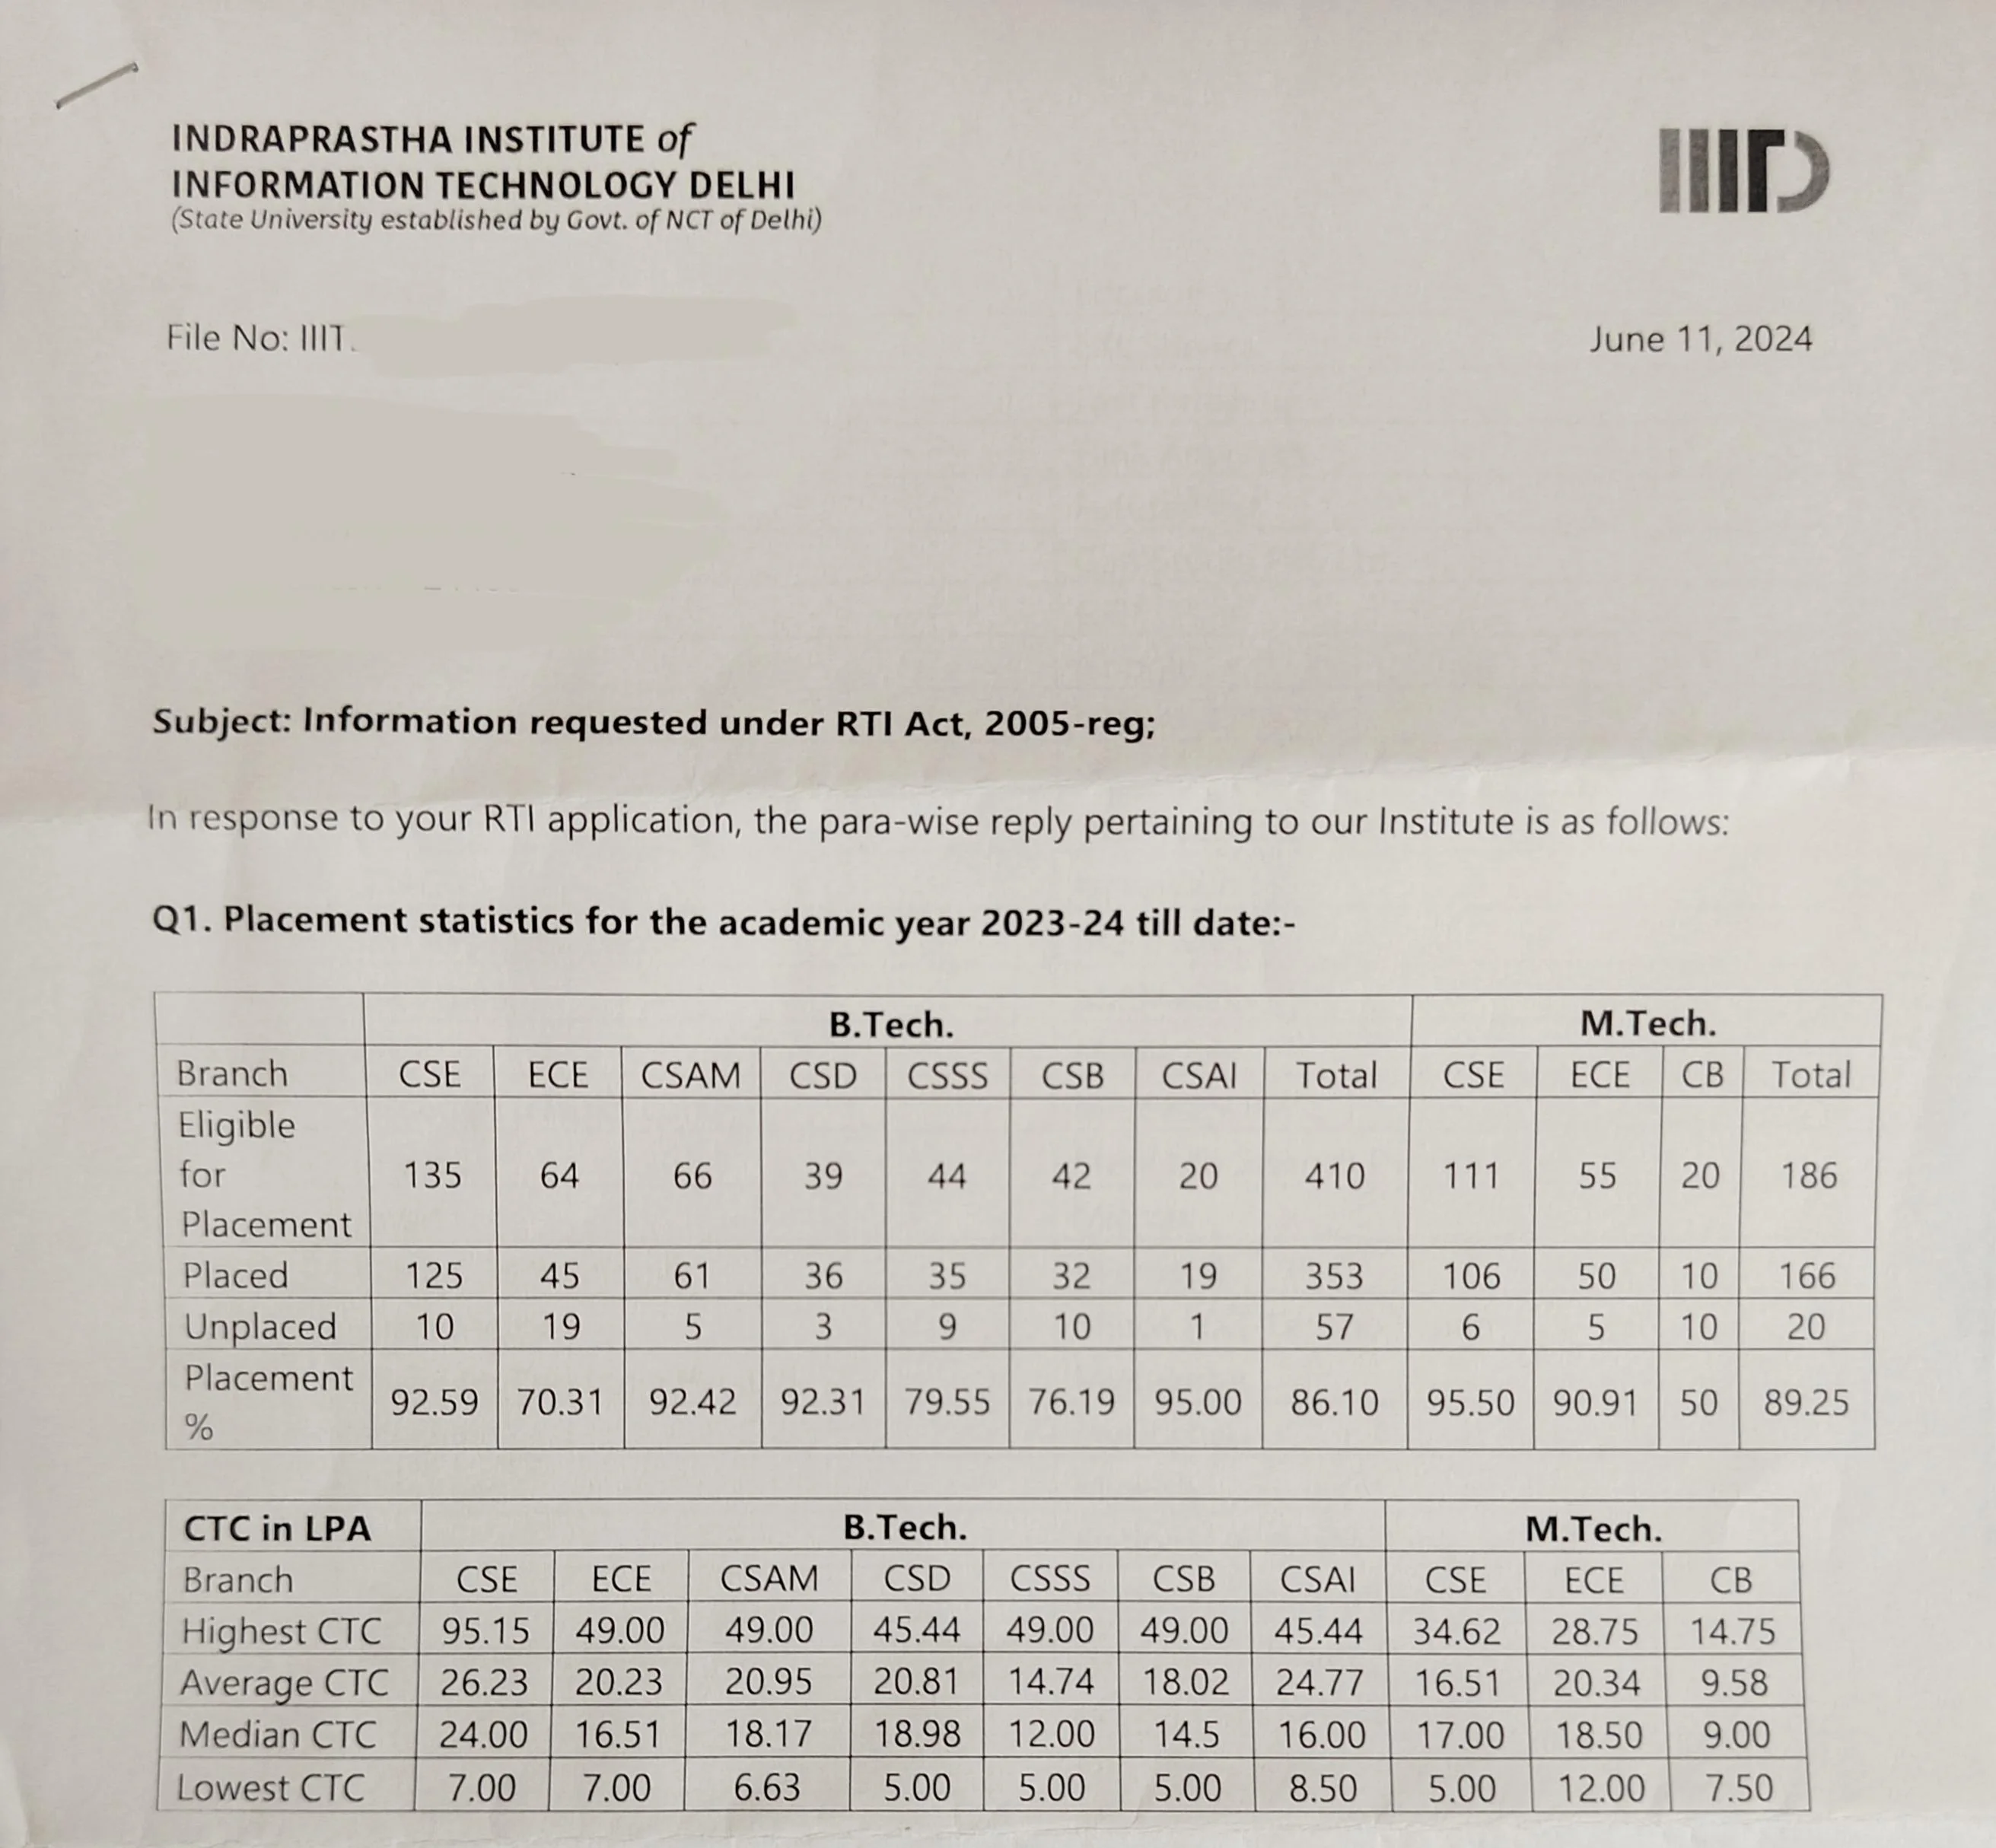 INDRAPRASTHA INSTITUTE of
INFORMATION TECHNOLOGY DELHI
(State University established by Govt. of NCT of Delhi)
IIITD
File No: IIIT.
June 11, 2024
Subject: Information requested under RTI Act, 2005-reg;
In response to your RTI application, the para-wise reply pertaining to our Institute is as follows:
Q1. Placement statistics for the academic year 2023-24 till date:-
B.Tech. M.Tech.
Branch CSE ECE CSAM CSD CSSS CSB CSAI Total CSE ECE CB Total
Eligible
for
Placement 135 64 66 39 44 42 20 410 111 55 20 186
Placed 125 45 61 36 35 32 19 353 106 50 10 166
Unplaced 10 19 5 3 9 10 1 57 6 5 10 20
Placement
% 92.59 70.31 92.42 92.31 79.55 76.19 95.00 86.10 95.50 90.91 50 89.25
CTC in LPA B.Tech. M.Tech.
Branch CSE ECE CSAM CSD CSSS CSB CSAI CSE ECE CB
Highest CTC 95.15 49.00 49.00 45.44 49.00 49.00 45.44 34.62 28.75 14.75
Average CTC 26.23 20.23 20.95 20.81 14.74 18.02 24.77 16.51 20.34 9.58
Median CTC 24.00 16.51 18.17 18.98 12.00 14.5 16.00 17.00 18.50 9.00
Lowest CTC 7.00 7.00 6.63 5.00 5.00 5.00 8.50 5.00 12.00 7.50